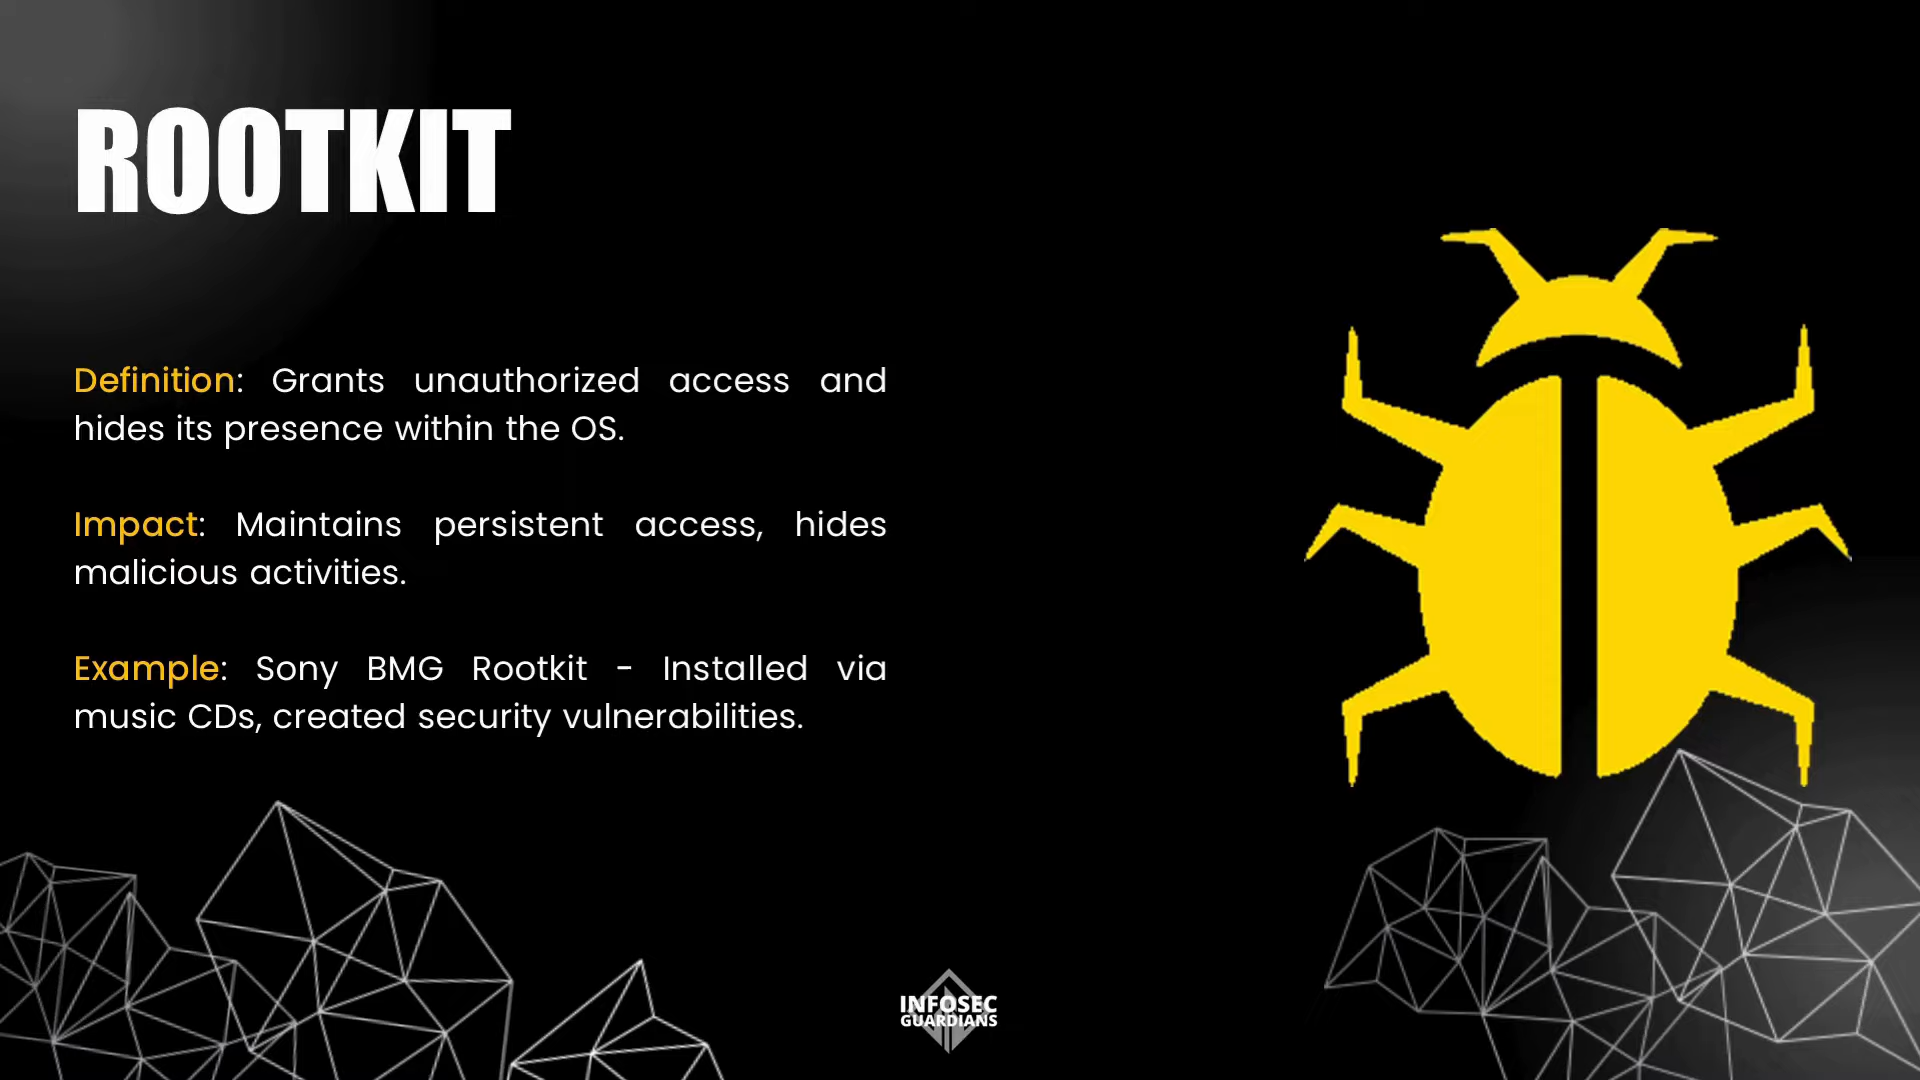 ROOTKIT
Definition: Grants unauthorized access and
hides its presence within the OS.
Impact: Maintains persistent access, hides
malicious activities.
Example: Sony BMG Rootkit - Installed via
music CDs, created security vulnerabilities.
INFOSEC
GUARDIANS